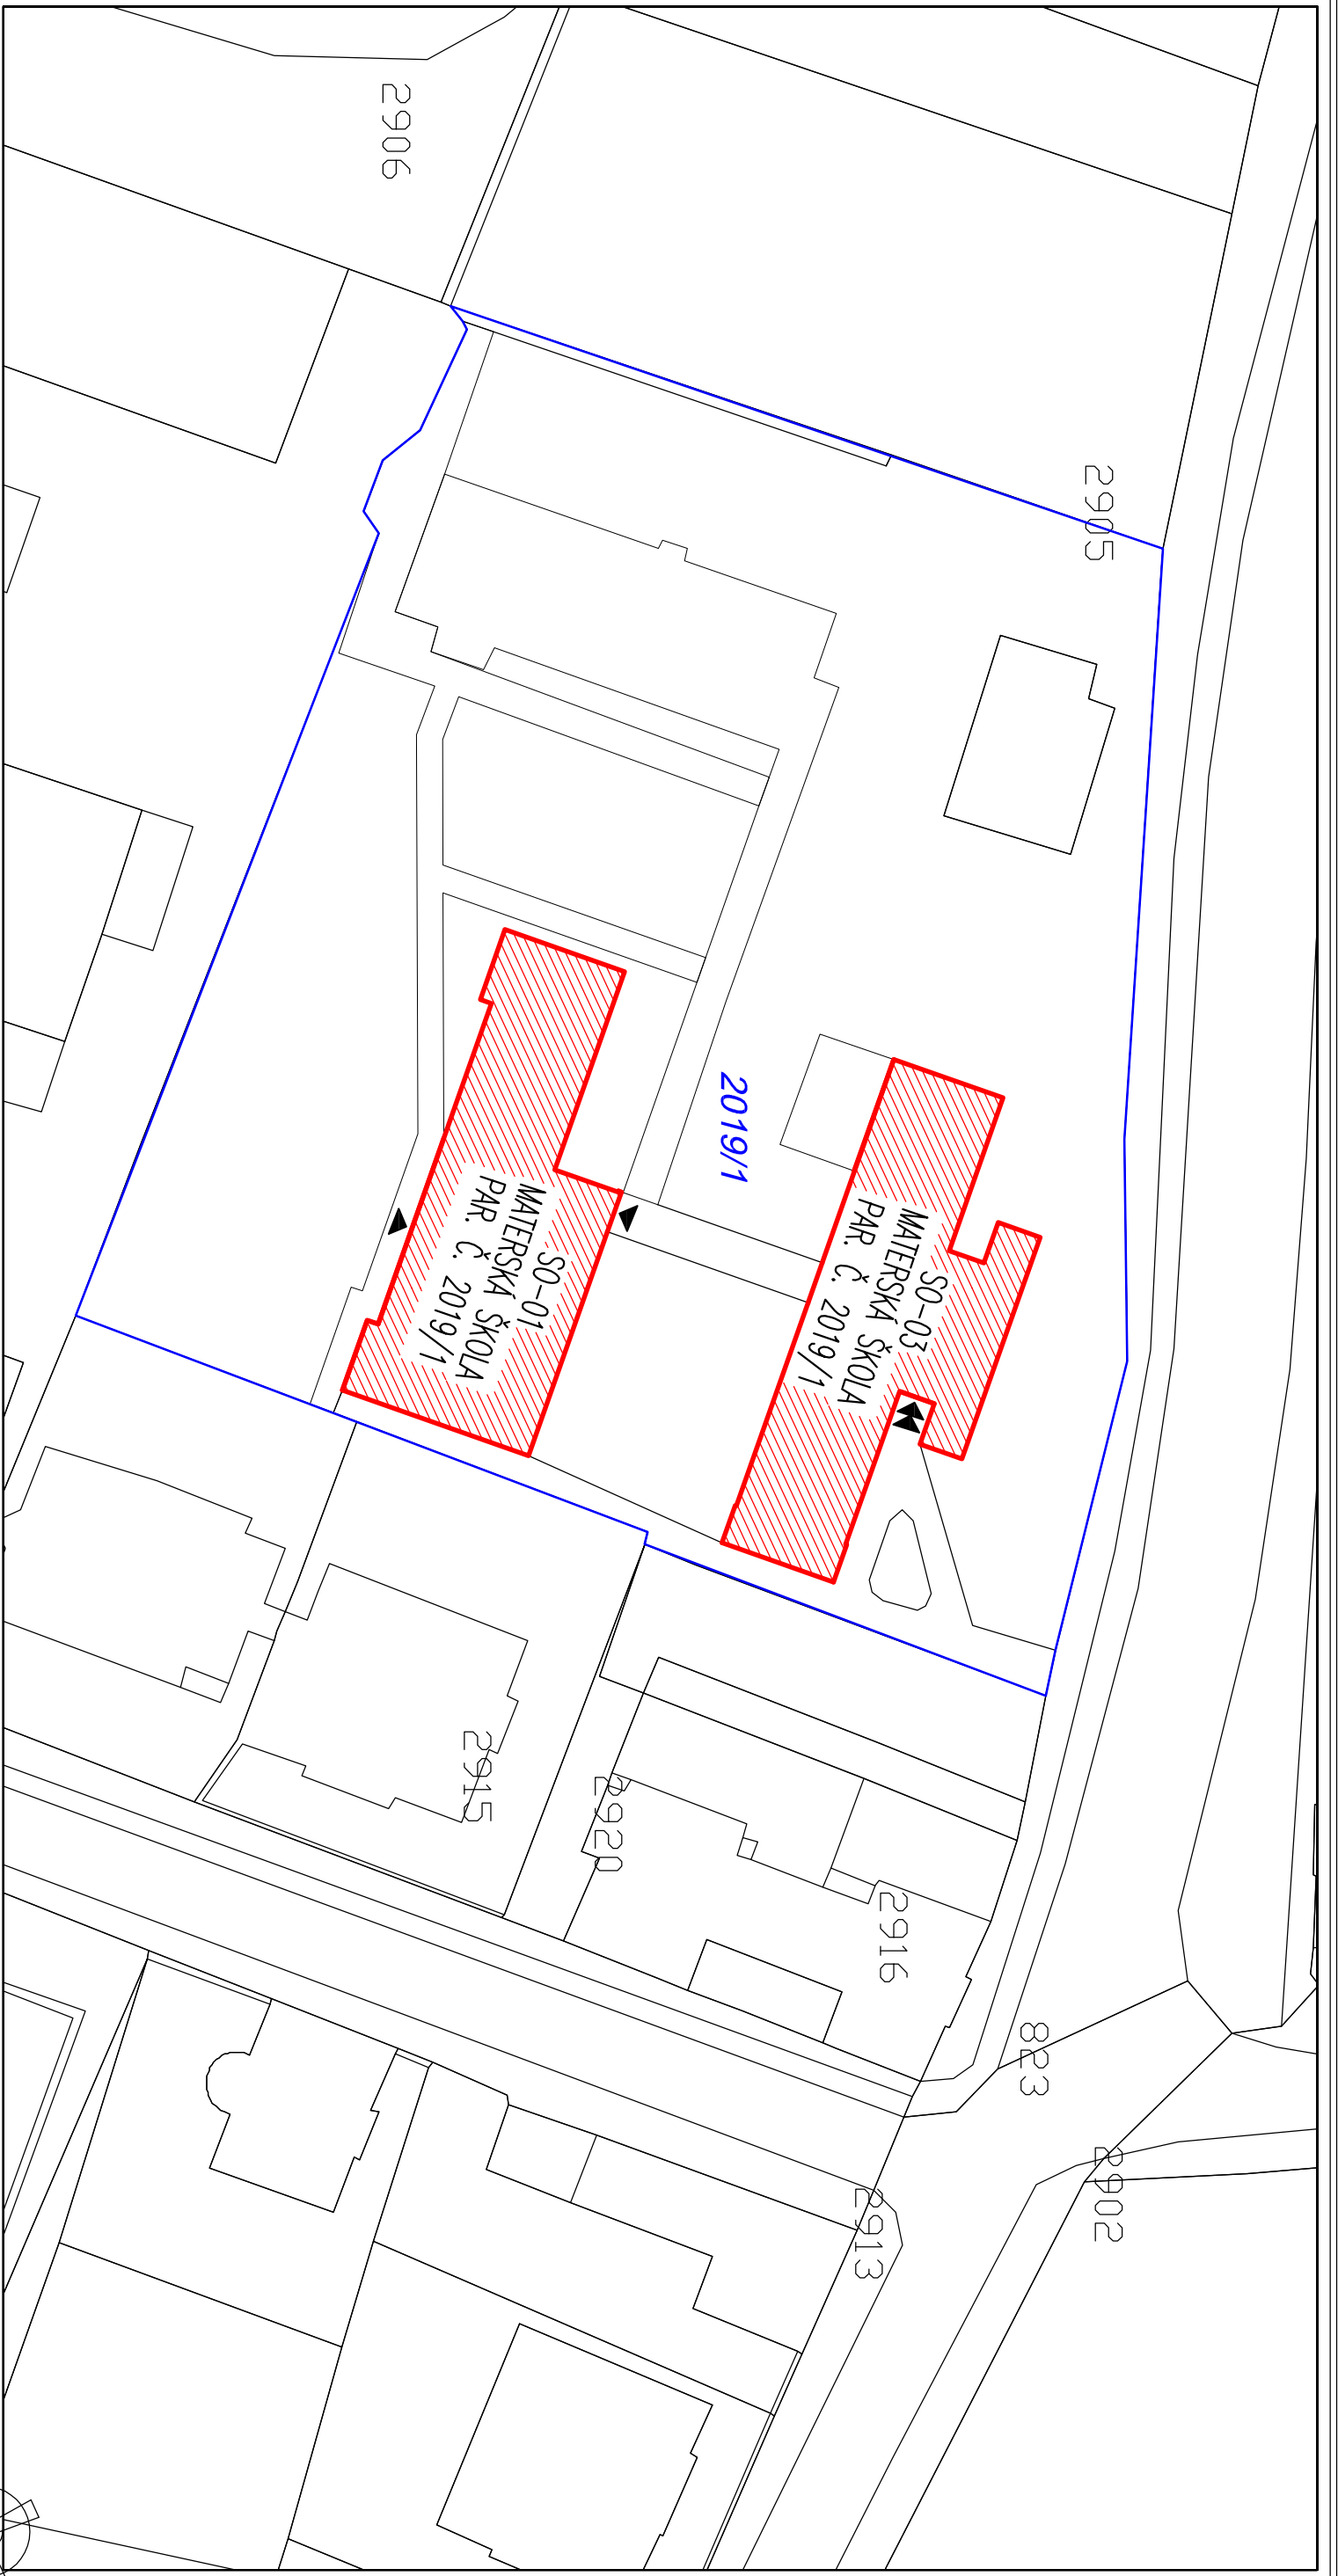 2906
2905
2019/1
SO-03
MATERSKÁ ŠKOLA
PAR. Č. 2019/1
SO-01
MATERSKÁ ŠKOLA
PAR. Č. 2019/1
2915
2920
2916
823
2902
2913